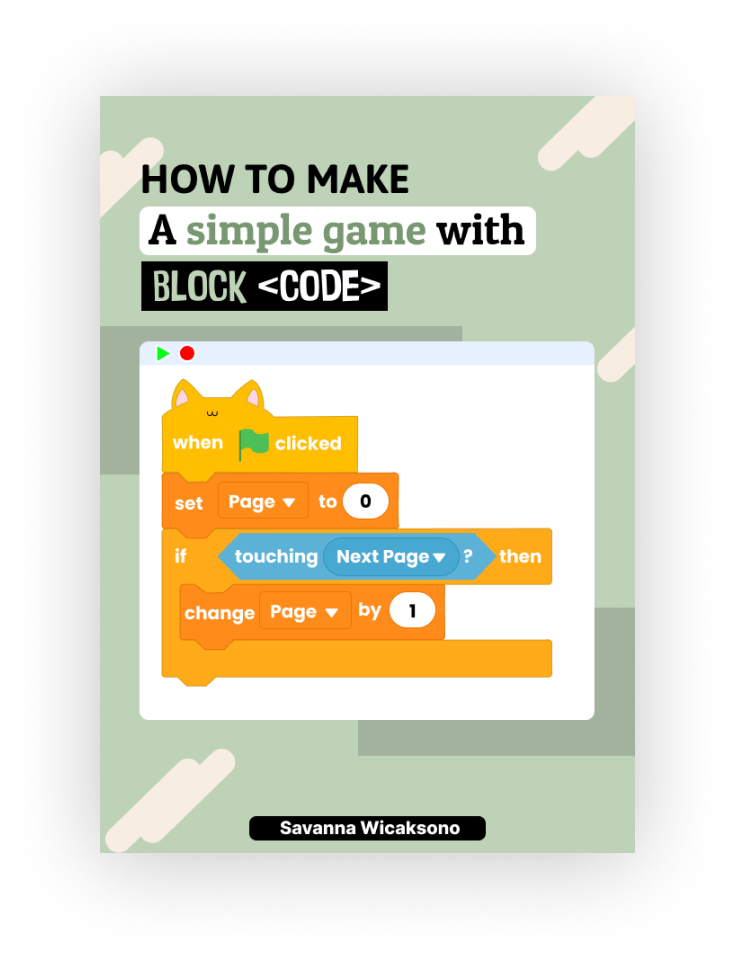 HOW TO MAKE
A simple game with
BLOCK <CODE>
when clicked
set Page to 0
if touching Next Page ? then
change Page by 1
Savanna Wicaksono